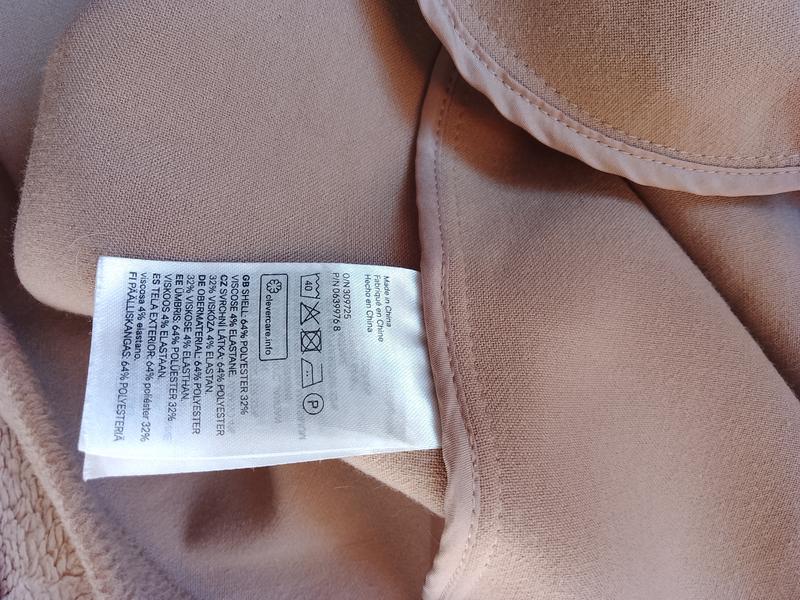 Made in China
Fabriqué en Chine
Hecho en China
O/N 309725
P/N 0639976 8
40
P
clevercare.info
GB SHELL: 64% POLYESTER 32%
VISCOSE 4% ELASTANE.
CZ SVRCHNÍ LÁTKA: 64% POLYESTER
32% VISKÓZA 4% ELASTAN.
DE OBERMATERIAL: 64% POLYESTER
32% VISKOSE 4% ELASTHAN.
EE ÜMBRIS: 64% POLÜESTER 32%
VISKOOS 4% ELASTAAN.
ES TELA EXTERIOR: 64% poliéster 32%
viscosa 4% elastano.
FI PÄÄLLISKANGAS: 64% POLYESTERIÄ